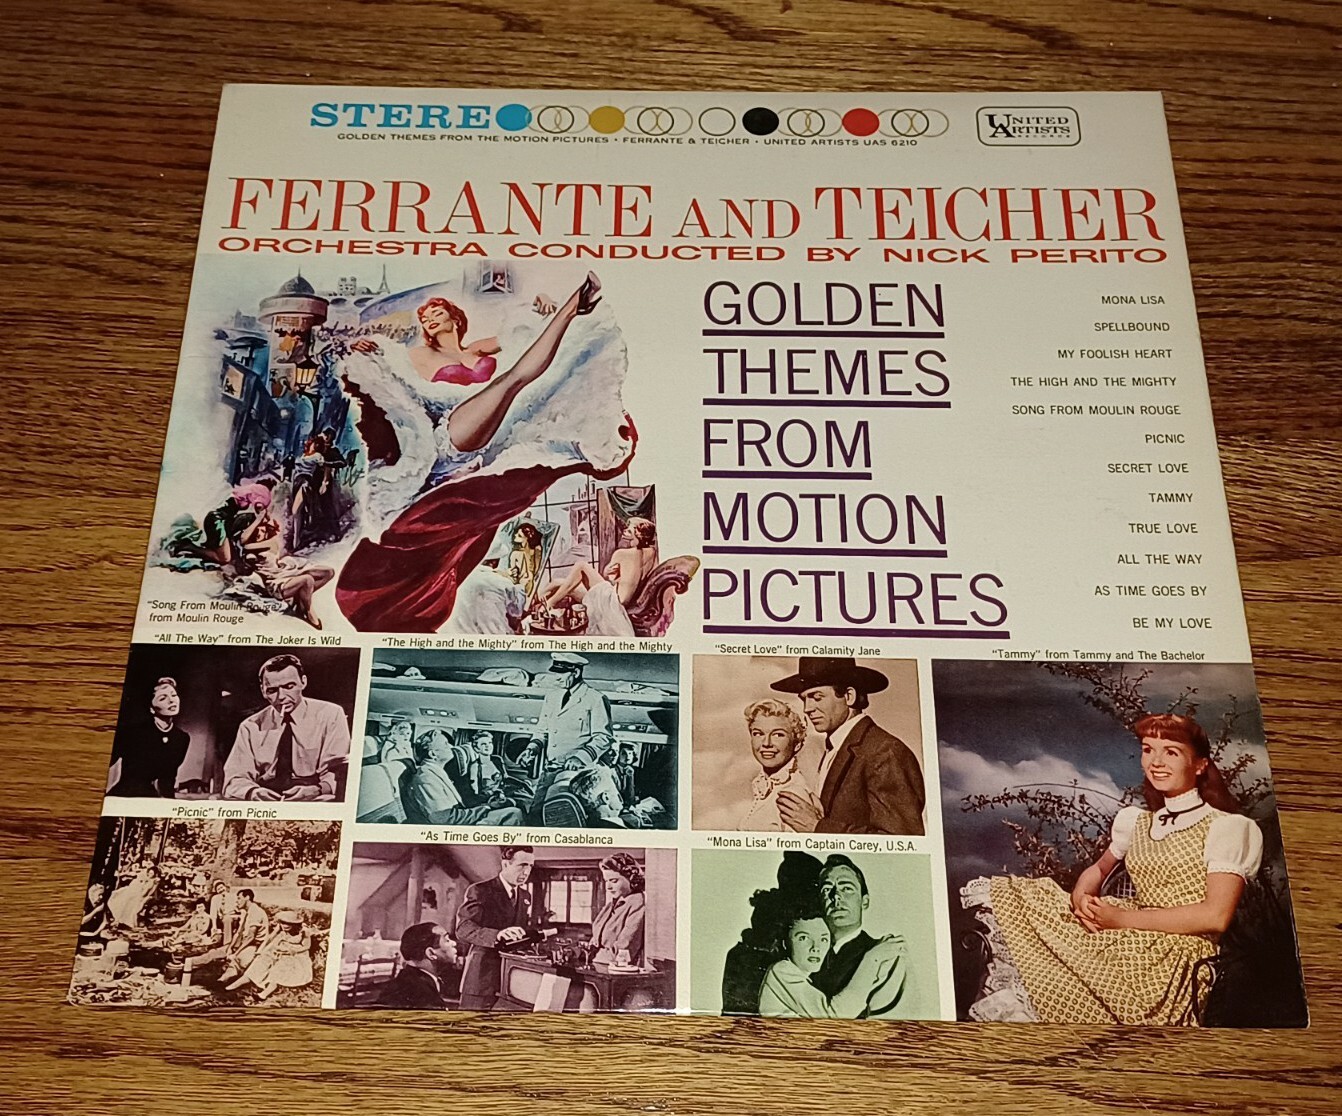 STEREO
UNITED ARTISTS RECORDS
GOLDEN THEMES FROM THE MOTION PICTURES • FERRANTE & TEICHER • UNITED ARTISTS UAS 6210
FERRANTE AND TEICHER
ORCHESTRA CONDUCTED BY NICK PERITO
GOLDEN
THEMES
FROM
MOTION
PICTURES
MONA LISA
SPELLBOUND
MY FOOLISH HEART
THE HIGH AND THE MIGHTY
SONG FROM MOULIN ROUGE
PICNIC
SECRET LOVE
TAMMY
TRUE LOVE
ALL THE WAY
AS TIME GOES BY
BE MY LOVE
"Song From Moulin Rouge"
from Moulin Rouge
"All The Way" from The Joker Is Wild
"The High and the Mighty" from The High and the Mighty
"Secret Love" from Calamity Jane
"Tammy" from Tammy and The Bachelor
"Picnic" from Picnic
"As Time Goes By" from Casablanca
"Mona Lisa" from Captain Carey, U.S.A.